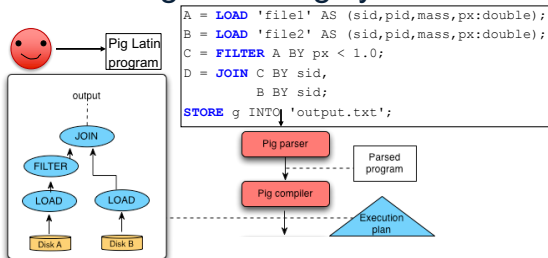 Pig Latin
program
A = LOAD 'file1' AS (sid,pid,mass,px:double);
B = LOAD 'file2' AS (sid,pid,mass,px:double);
C = FILTER A BY px < 1.0;
D = JOIN C BY sid,
B BY sid;
STORE g INTO 'output.txt';
output
JOIN
FILTER
LOAD
LOAD
Disk A
Disk B
Pig parser
Parsed
program
Pig compiler
Execution
plan